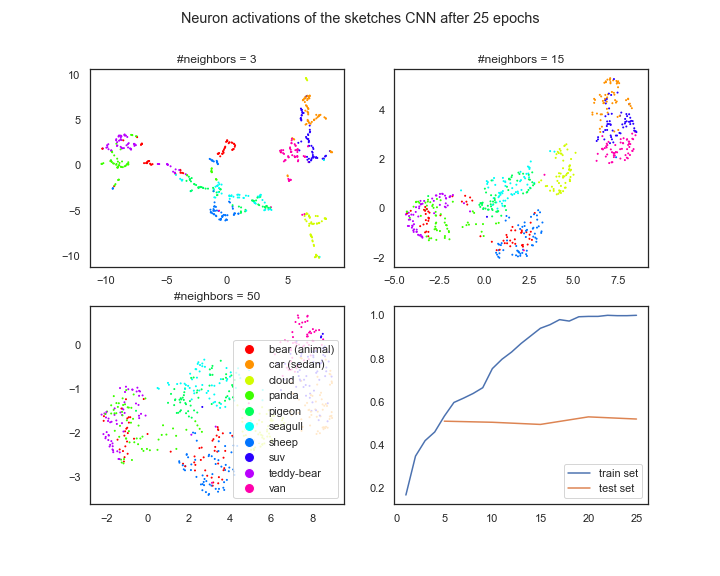 Neuron activations of the sketches CNN after 25 epochs
#neighbors = 3
10
5
0
−5
−10
−10
−5
0
5
#neighbors = 15
4
2
0
−2
−5.0
−2.5
0.0
2.5
5.0
7.5
#neighbors = 50
0
−1
−2
−3
−2
0
2
4
6
8
bear (animal)
car (sedan)
cloud
panda
pigeon
seagull
sheep
suv
teddy-bear
van
1.0
0.8
0.6
0.4
0.2
0
5
10
15
20
25
train set
test set